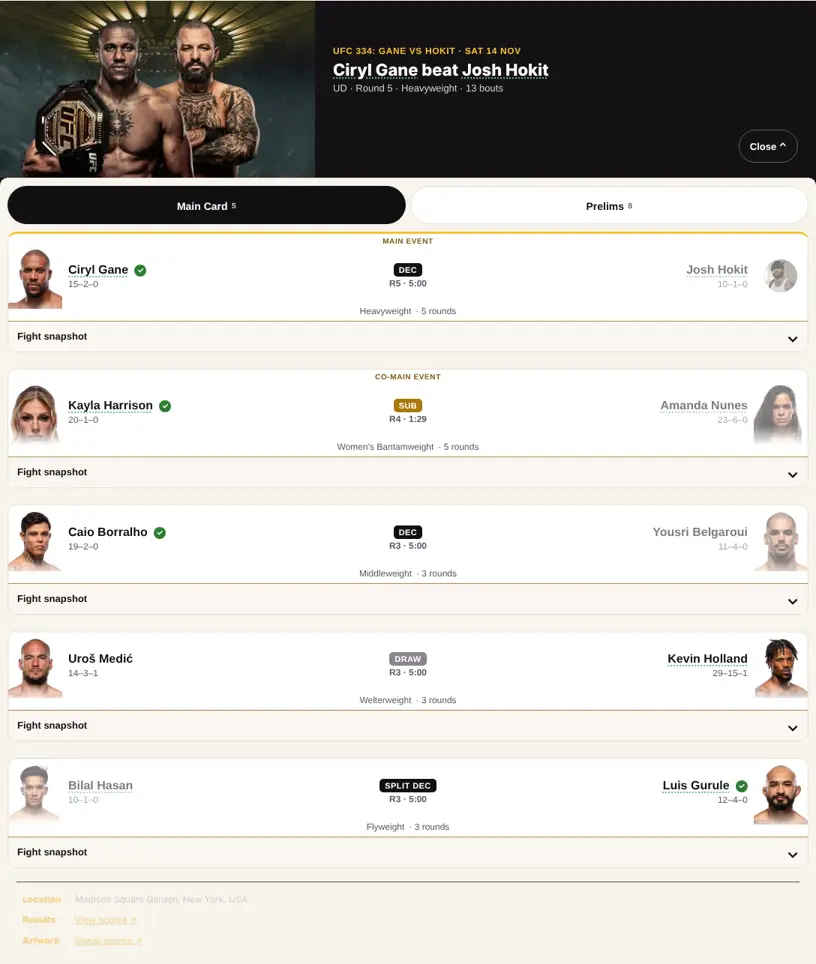 UFC
UFC
UFC 334: GANE VS HOKIT · SAT 14 NOV
Ciryl Gane beat Josh Hokit
UD · Round 5 · Heavyweight · 13 bouts
Close ^
Main Card 5
Prelims 8
MAIN EVENT
Ciryl Gane
15–2–0
DEC
R5 · 5:00
Josh Hokit
10–1–0
Heavyweight · 5 rounds
Fight snapshot
CO-MAIN EVENT
Kayla Harrison
20–1–0
SUB
R4 · 1:29
Amanda Nunes
23–6–0
Women's Bantamweight · 5 rounds
Fight snapshot
Caio Borralho
19–2–0
DEC
R3 · 5:00
Yousri Belgaroui
11–4–0
Middleweight · 3 rounds
Fight snapshot
Uroš Medić
14–3–1
DRAW
R3 · 5:00
Kevin Holland
29–15–1
Welterweight · 3 rounds
Fight snapshot
Bilal Hasan
10–1–0
SPLIT DEC
R3 · 5:00
Luis Gurule
12–4–0
Flyweight · 3 rounds
Fight snapshot
Location Madison Square Garden, New York, USA
Results View source ↗
Artwork Image source ↗